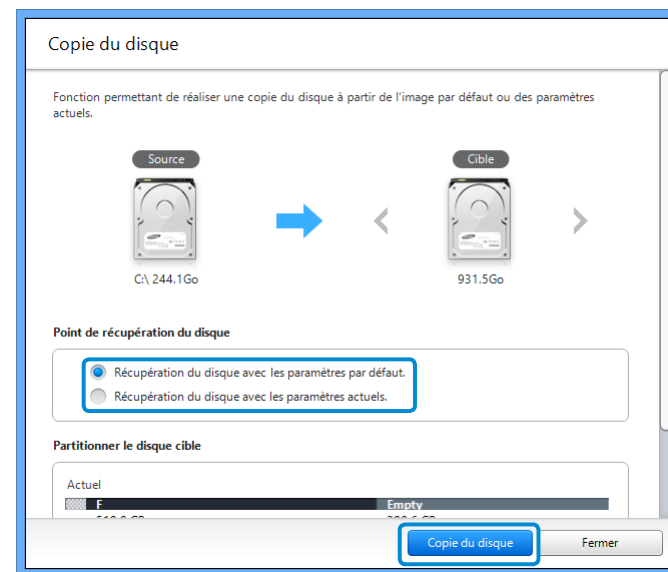 Copie du disque
Fonction permettant de réaliser une copie du disque à partir de l'image par défaut ou des paramètres
actuels.
Source
Cible
C:\ 244.1Go
931.5Go
Point de récupération du disque
Récupération du disque avec les paramètres par défaut.
Récupération du disque avec les paramètres actuels.
Partitionner le disque cible
Actuel
F
Empty
Copie du disque
Fermer